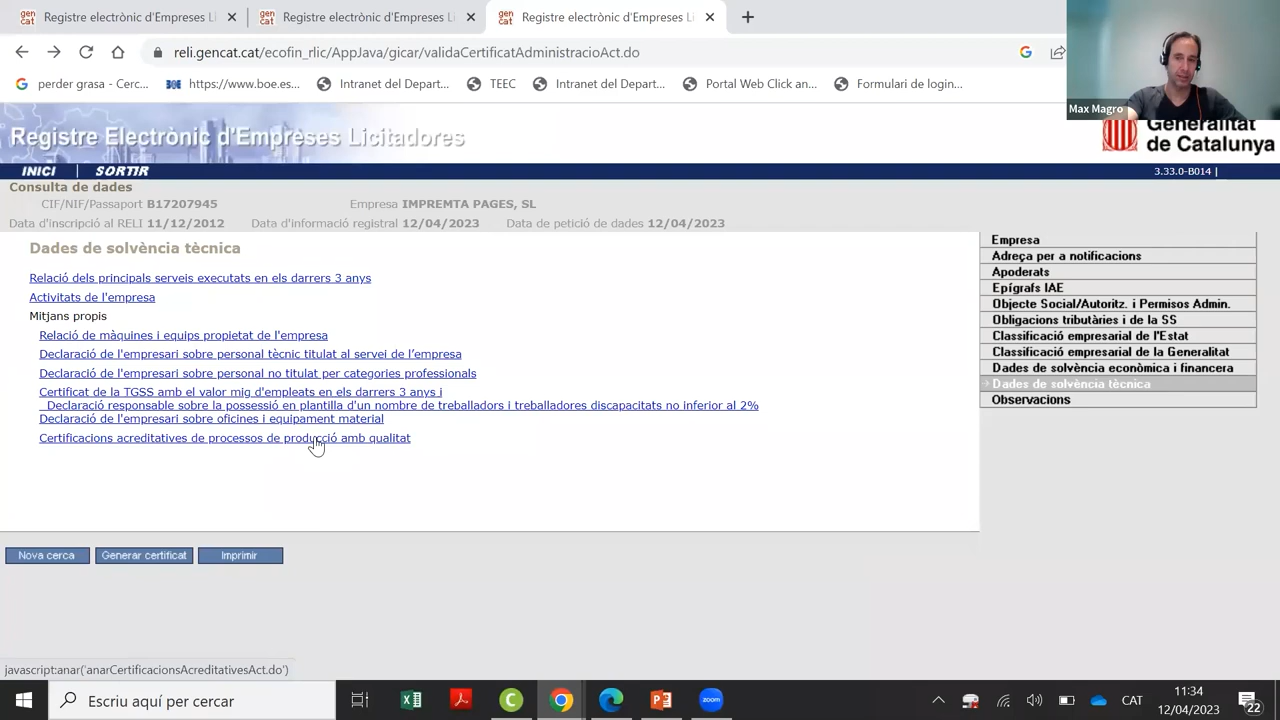 Registre electrònic d'Empreses Li
Registre electrònic d'Empreses Li
Registre electrònic d'Empreses Li
reli.gencat.cat/ecofin_rlic/AppJava/gicar/validaCertificatAdministracioAct.do
perder grasa - Cerc...
https://www.boe.es...
Intranet del Depart...
TEEC
Intranet del Depart...
Portal Web Click an...
Formulari de login...
Max Magro
Registre Electrònic d'Empreses Licitadores
Generalitat
de Catalunya
INICI | SORTIR
3.33.0-B014 |
Consulta de dades
CIF/NIF/Passaport B17207945 Empresa IMPREMTA PAGES, SL
Data d'inscripció al RELI 11/12/2012 Data d'informació registral 12/04/2023 Data de petició de dades 12/04/2023
Dades de solvència tècnica
Relació dels principals serveis executats en els darrers 3 anys
Activitats de l'empresa
Mitjans propis
Relació de màquines i equips propietat de l'empresa
Declaració de l'empresari sobre personal tècnic titulat al servei de l'empresa
Declaració de l'empresari sobre personal no titulat per categories professionals
Certificat de la TGSS amb el valor mig d'empleats en els darrers 3 anys i
Declaració responsable sobre la possessió en plantilla d'un nombre de treballadors i treballadores discapacitats no inferior al 2%
Declaració de l'empresari sobre oficines i equipament material
Certificacions acreditatives de processos de producció amb qualitat
Empresa
Adreça per a notificacions
Apoderats
Epígrafs IAE
Objecte Social/Autoritz. i Permisos Admin.
Obligacions tributàries i de la SS
Classificació empresarial de l'Estat
Classificació empresarial de la Generalitat
Dades de solvència econòmica i financera
Dades de solvència tècnica
Observacions
Nova cerca
Generar certificat
Imprimir
javascript:anar('anarCertificacionsAcreditativesAct.do')
Escriu aquí per cercar
zoom
CAT
11:34
12/04/2023
22